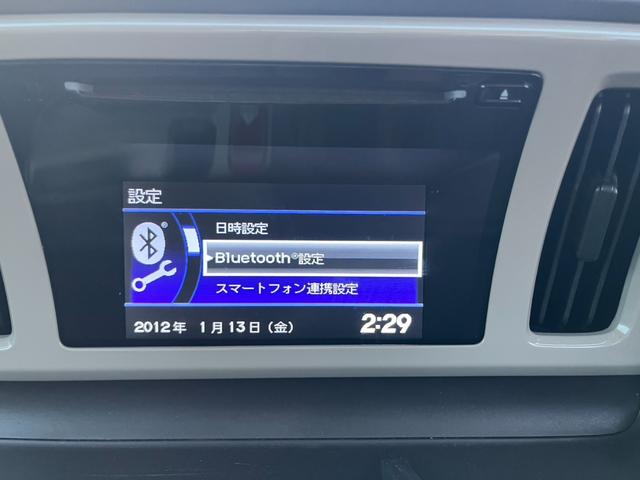 設定
日時設定
Bluetooth®設定
スマートフォン連携設定
2012年 1月13日(金) 2:29